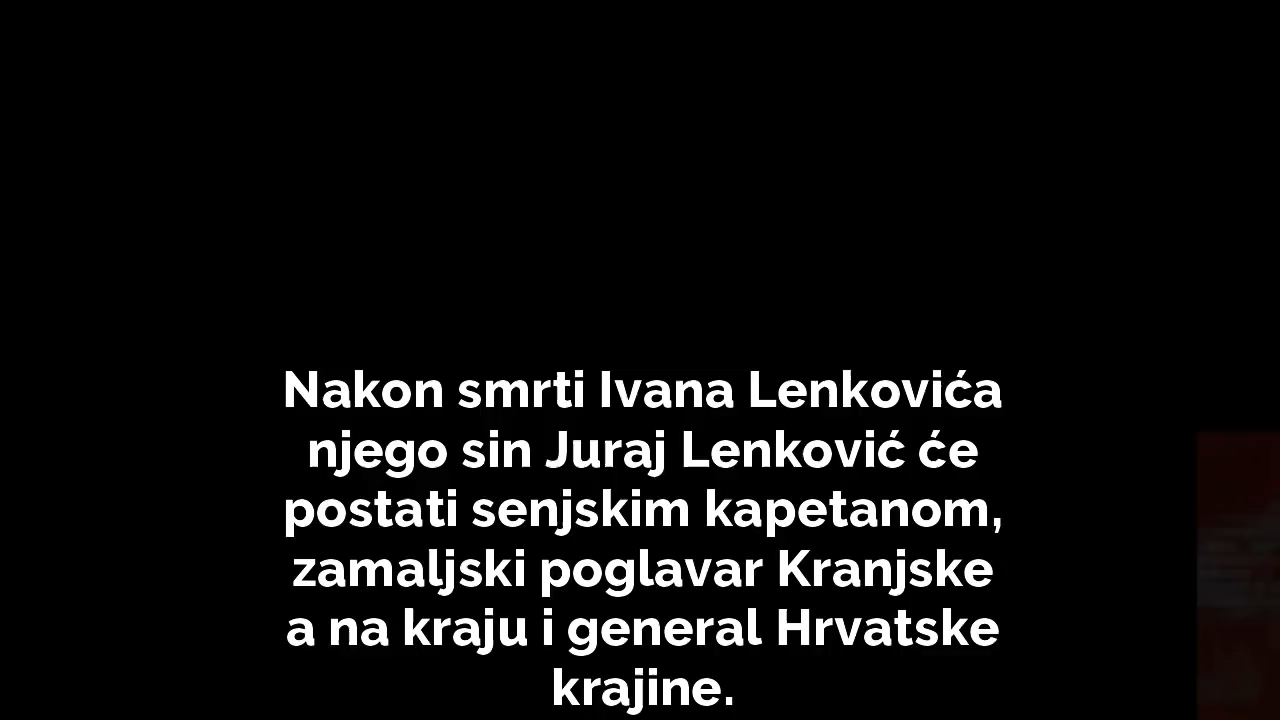 Nakon smrti Ivana Lenkovića
njego sin Juraj Lenković će
postati senjskim kapetanom,
zamaljski poglavar Kranjske
a na kraju i general Hrvatske
krajine.